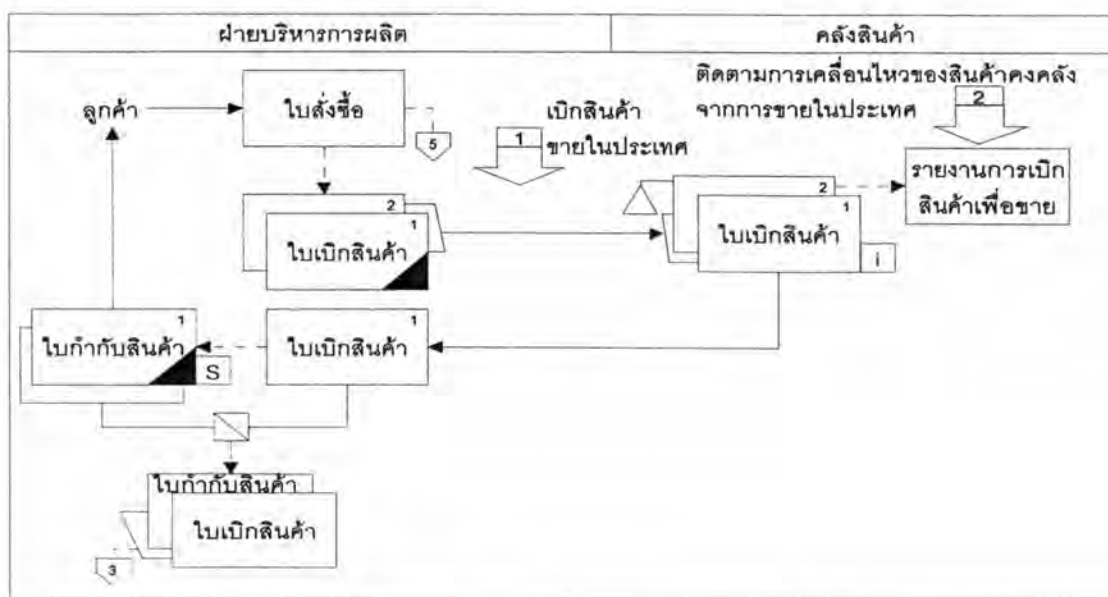 ฝ่ายบริหารการผลิต
คลังสินค้า
ลูกค้า
ใบสั่งซื้อ
5
เบิกสินค้า
1
ขายในประเทศ
ติดตามการเคลื่อนไหวของสินค้าคงคลัง
จากการขายในประเทศ
2
รายงานการเบิก
สินค้าเพื่อขาย
2
1
ใบเบิกสินค้า
2
1
ใบเบิกสินค้า
i
1
ใบกำกับสินค้า
S
1
ใบเบิกสินค้า
ใบกำกับสินค้า
ใบเบิกสินค้า
3